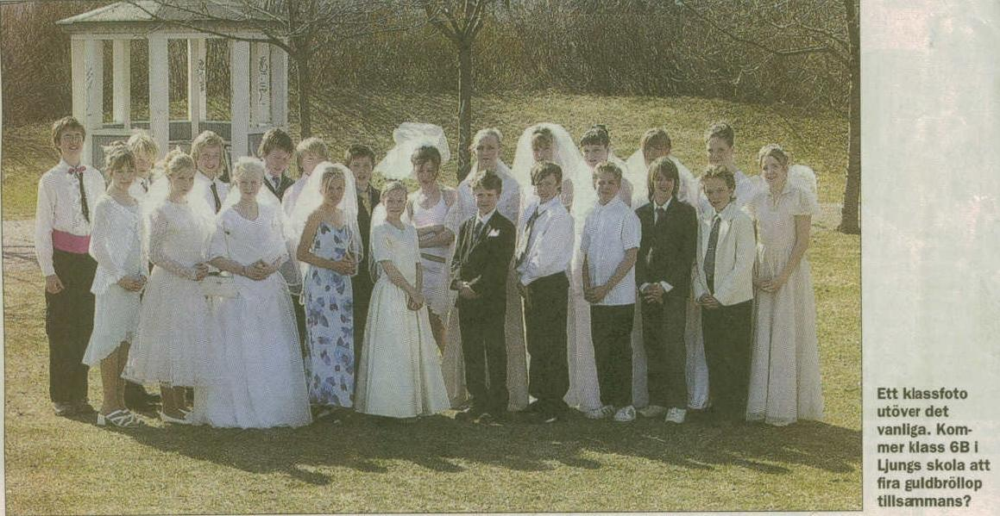 Ett klassfoto
utöver det
vanliga. Kom-
mer klass 6B i
Ljungs skola att
fira guldbröllop
tillsammans?